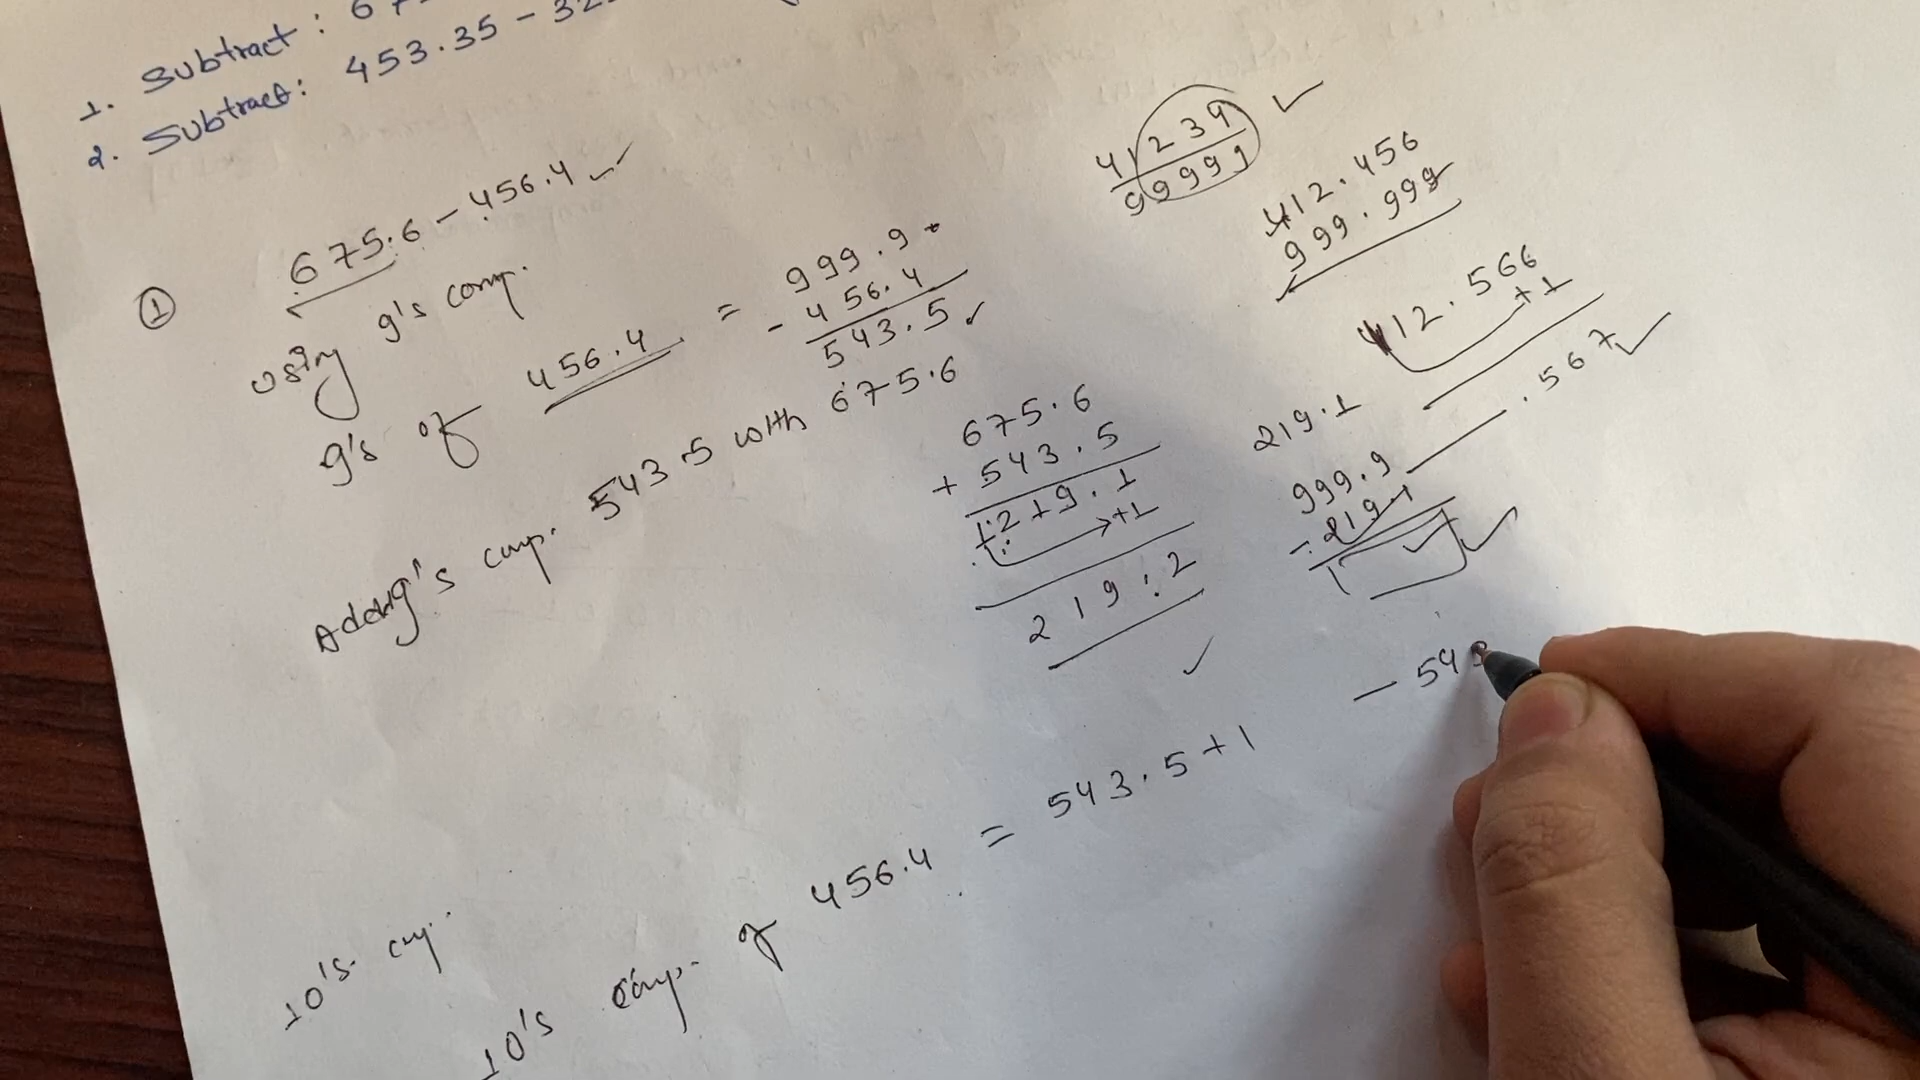 1. Subtract : 67
2. Subtract: 453.35 - 32
① 675.6 - 456.4 ✓
using 9's comp.
9's of 456.4 = 999.9
- 456.4
543.5 ✓
Adding 9's comp. 543.5 with 675.6
675.6
+ 543.5
1219.1
+1
219.2
✓
41239 ✓
99999
412.456
999.999
412.566
+1
.567 ✓
219.1
999.9
- 219.1
✓ ✓
10's comp.
10's comp. of 456.4 = 543.5 + 1
- 543